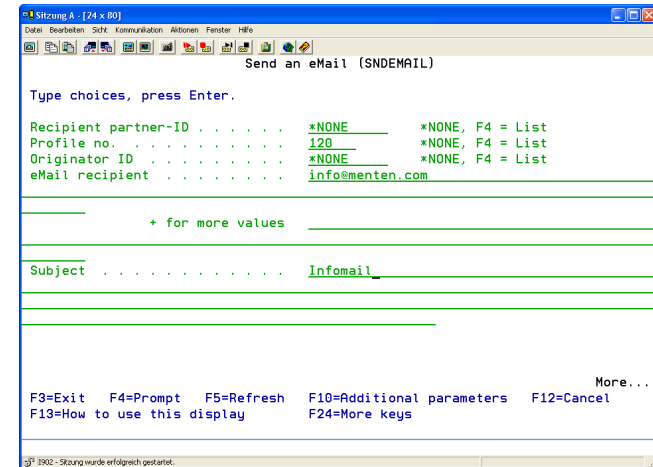 Sitzung A - [24 x 80]
Datei Bearbeiten Sicht Kommunikation Aktionen Fenster Hilfe
Send an eMail (SNDEMAIL)
Type choices, press Enter.
Recipient partner-ID . . . . . . *NONE *NONE, F4 = List
Profile no. . . . . . . . . . . 120 *NONE, F4 = List
Originator ID . . . . . . . . . *NONE *NONE, F4 = List
eMail recipient . . . . . . . . info@menten.com
+ for more values
Subject . . . . . . . . . . . . Infomail_
More...
F3=Exit F4=Prompt F5=Refresh F10=Additional parameters F12=Cancel
F13=How to use this display F24=More keys
I902 - Sitzung wurde erfolgreich gestartet.